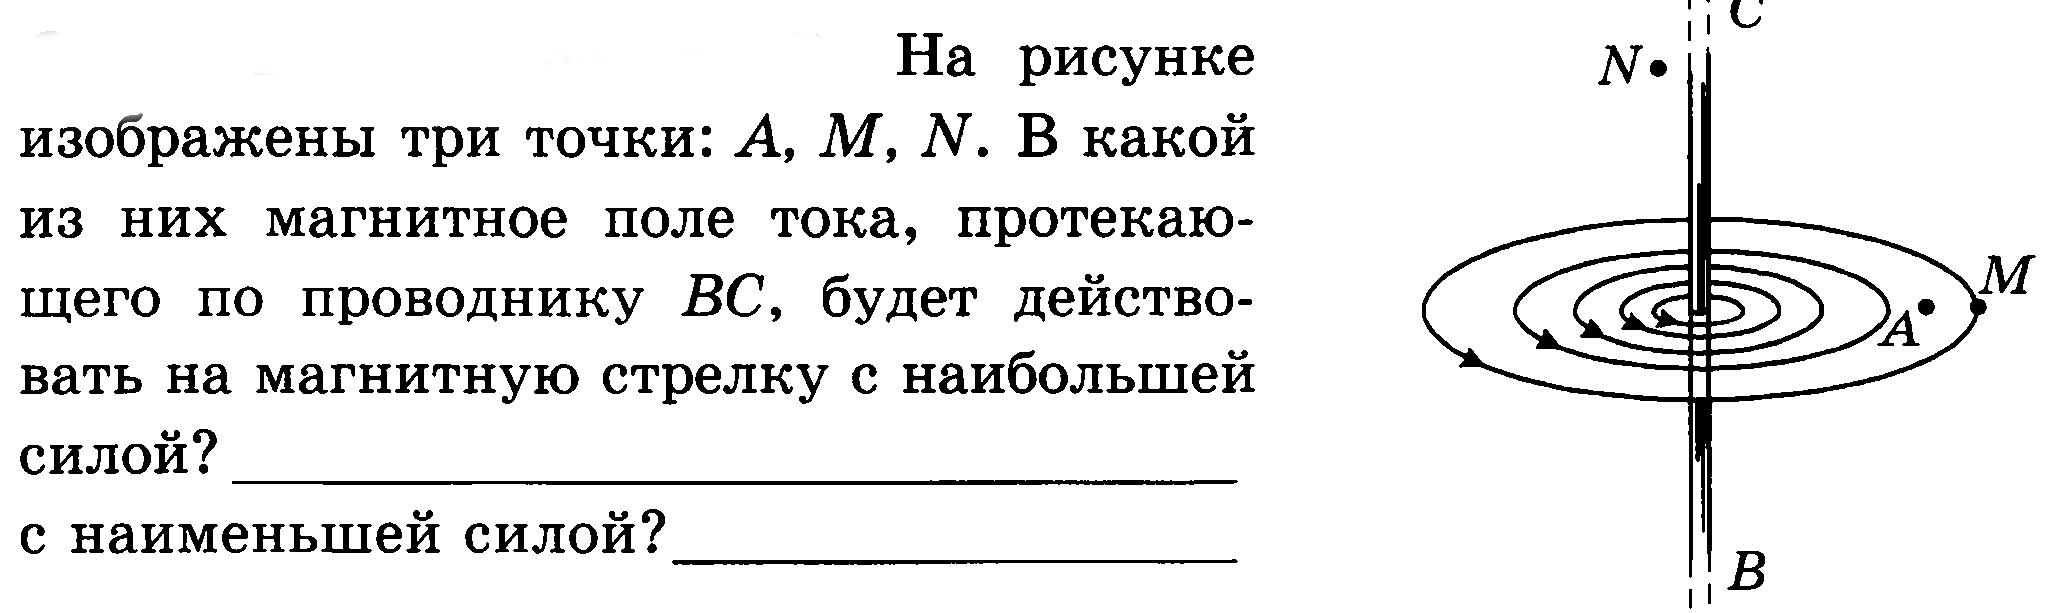 На рисунке
изображены три точки: A, M, N. В какой
из них магнитное поле тока, протекаю-
щего по проводнику BC, будет действо-
вать на магнитную стрелку с наибольшей
силой?
с наименьшей силой?
C
N
M
A
B